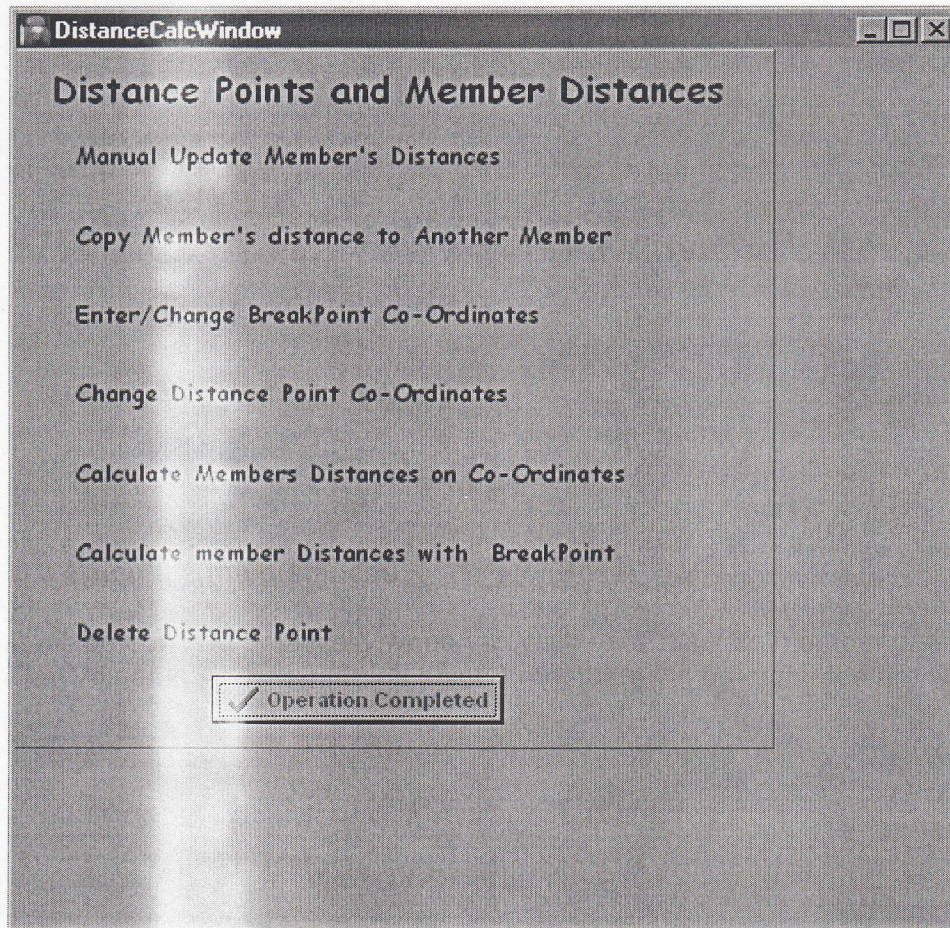 DistanceCalcWindow
Distance Points and Member Distances
Manual Update Member's Distances
Copy Member's distance to Another Member
Enter/Change BreakPoint Co-Ordinates
Change Distance Point Co-Ordinates
Calculate Members Distances on Co-Ordinates
Calculate member Distances with  BreakPoint
Delete Distance Point
Operation Completed